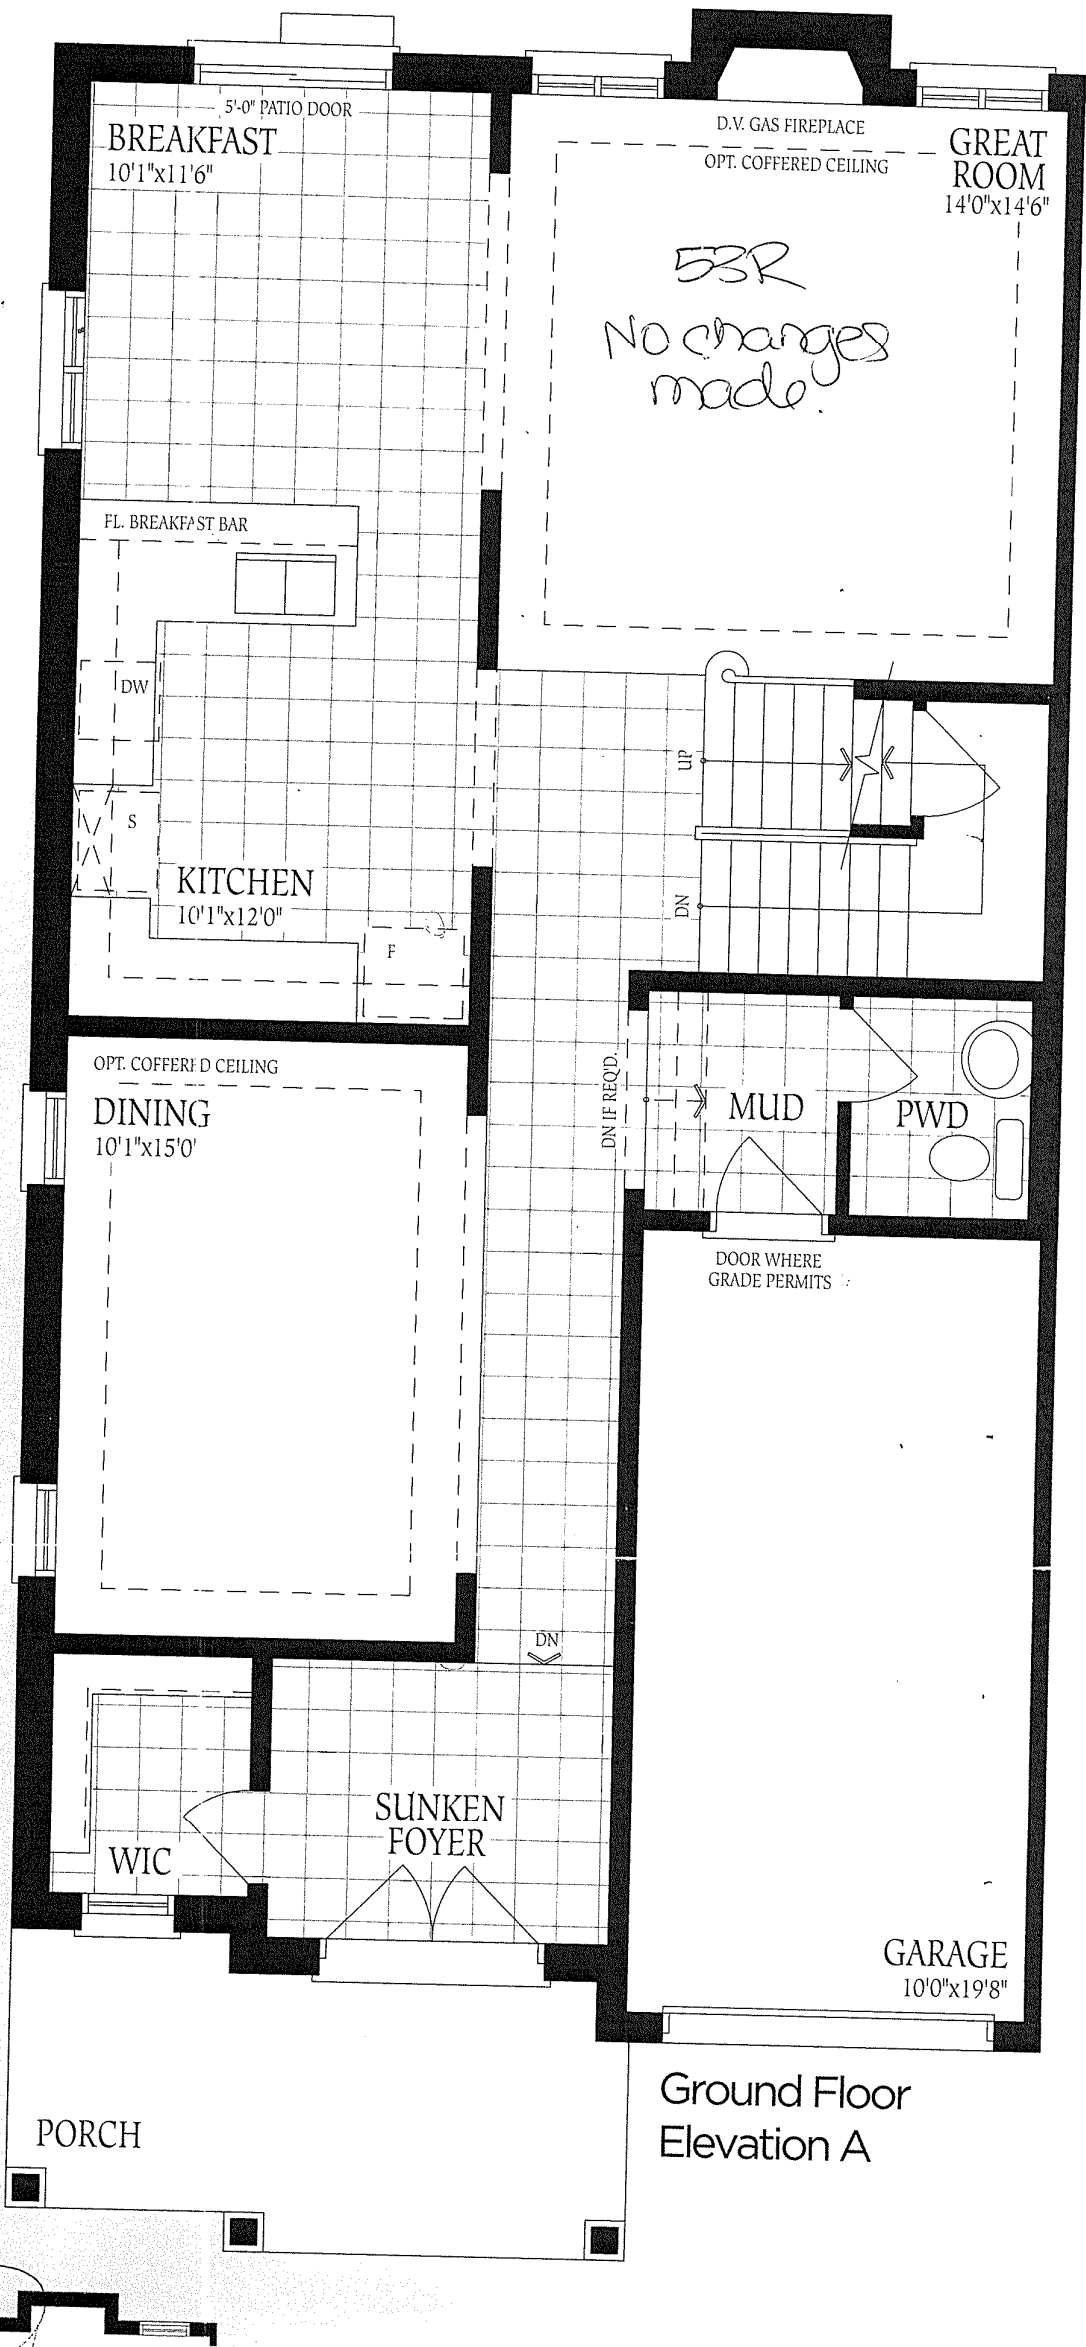 5'-0" PATIO DOOR
BREAKFAST
10'1"x11'6"
D.V. GAS FIREPLACE
OPT. COFFERED CEILING
GREAT
ROOM
14'0"x14'6"
53R
No changes
made.
FL. BREAKFAST BAR
DW
S
KITCHEN
10'1"x12'0"
F
UP
DN
OPT. COFFERED CEILING
DINING
10'1"x15'0"
DN IF REQ'D.
MUD
PWD
DOOR WHERE
GRADE PERMITS
DN
SUNKEN
FOYER
WIC
GARAGE
10'0"x19'8"
PORCH
Ground Floor
Elevation A